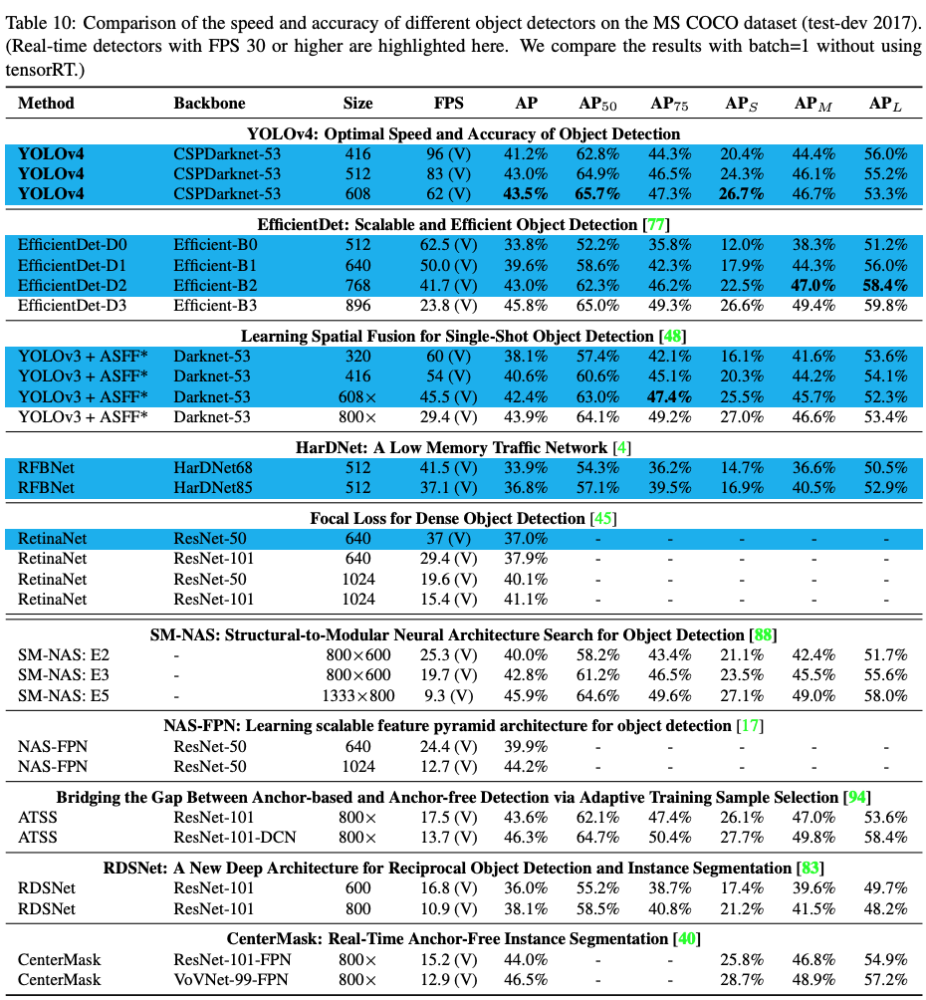 Table 10: Comparison of the speed and accuracy of different object detectors on the MS COCO dataset (test-dev 2017).
(Real-time detectors with FPS 30 or higher are highlighted here. We compare the results with batch=1 without using
tensorRT.)
Method Backbone Size FPS AP AP50 AP75 APS APM APL
YOLOv4: Optimal Speed and Accuracy of Object Detection
YOLOv4 CSPDarknet-53 416 96 (V) 41.2% 62.8% 44.3% 20.4% 44.4% 56.0%
YOLOv4 CSPDarknet-53 512 83 (V) 43.0% 64.9% 46.5% 24.3% 46.1% 55.2%
YOLOv4 CSPDarknet-53 608 62 (V) 43.5% 65.7% 47.3% 26.7% 46.7% 53.3%
EfficientDet: Scalable and Efficient Object Detection [77]
EfficientDet-D0 Efficient-B0 512 62.5 (V) 33.8% 52.2% 35.8% 12.0% 38.3% 51.2%
EfficientDet-D1 Efficient-B1 640 50.0 (V) 39.6% 58.6% 42.3% 17.9% 44.3% 56.0%
EfficientDet-D2 Efficient-B2 768 41.7 (V) 43.0% 62.3% 46.2% 22.5% 47.0% 58.4%
EfficientDet-D3 Efficient-B3 896 23.8 (V) 45.8% 65.0% 49.3% 26.6% 49.4% 59.8%
Learning Spatial Fusion for Single-Shot Object Detection [48]
YOLOv3 + ASFF* Darknet-53 320 60 (V) 38.1% 57.4% 42.1% 16.1% 41.6% 53.6%
YOLOv3 + ASFF* Darknet-53 416 54 (V) 40.6% 60.6% 45.1% 20.3% 44.2% 54.1%
YOLOv3 + ASFF* Darknet-53 608× 45.5 (V) 42.4% 63.0% 47.4% 25.5% 45.7% 52.3%
YOLOv3 + ASFF* Darknet-53 800× 29.4 (V) 43.9% 64.1% 49.2% 27.0% 46.6% 53.4%
HarDNet: A Low Memory Traffic Network [4]
RFBNet HarDNet68 512 41.5 (V) 33.9% 54.3% 36.2% 14.7% 36.6% 50.5%
RFBNet HarDNet85 512 37.1 (V) 36.8% 57.1% 39.5% 16.9% 40.5% 52.9%
Focal Loss for Dense Object Detection [45]
RetinaNet ResNet-50 640 37 (V) 37.0% - - - - -
RetinaNet ResNet-101 640 29.4 (V) 37.9% - - - - -
RetinaNet ResNet-50 1024 19.6 (V) 40.1% - - - - -
RetinaNet ResNet-101 1024 15.4 (V) 41.1% - - - - -
SM-NAS: Structural-to-Modular Neural Architecture Search for Object Detection [88]
SM-NAS: E2 - 800×600 25.3 (V) 40.0% 58.2% 43.4% 21.1% 42.4% 51.7%
SM-NAS: E3 - 800×600 19.7 (V) 42.8% 61.2% 46.5% 23.5% 45.5% 55.6%
SM-NAS: E5 - 1333×800 9.3 (V) 45.9% 64.6% 49.6% 27.1% 49.0% 58.0%
NAS-FPN: Learning scalable feature pyramid architecture for object detection [17]
NAS-FPN ResNet-50 640 24.4 (V) 39.9% - - - - -
NAS-FPN ResNet-50 1024 12.7 (V) 44.2% - - - - -
Bridging the Gap Between Anchor-based and Anchor-free Detection via Adaptive Training Sample Selection [94]
ATSS ResNet-101 800× 17.5 (V) 43.6% 62.1% 47.4% 26.1% 47.0% 53.6%
ATSS ResNet-101-DCN 800× 13.7 (V) 46.3% 64.7% 50.4% 27.7% 49.8% 58.4%
RDSNet: A New Deep Architecture for Reciprocal Object Detection and Instance Segmentation [83]
RDSNet ResNet-101 600 16.8 (V) 36.0% 55.2% 38.7% 17.4% 39.6% 49.7%
RDSNet ResNet-101 800 10.9 (V) 38.1% 58.5% 40.8% 21.2% 41.5% 48.2%
CenterMask: Real-Time Anchor-Free Instance Segmentation [40]
CenterMask ResNet-101-FPN 800× 15.2 (V) 44.0% - - 25.8% 46.8% 54.9%
CenterMask VoVNet-99-FPN 800× 12.9 (V) 46.5% - - 28.7% 48.9% 57.2%